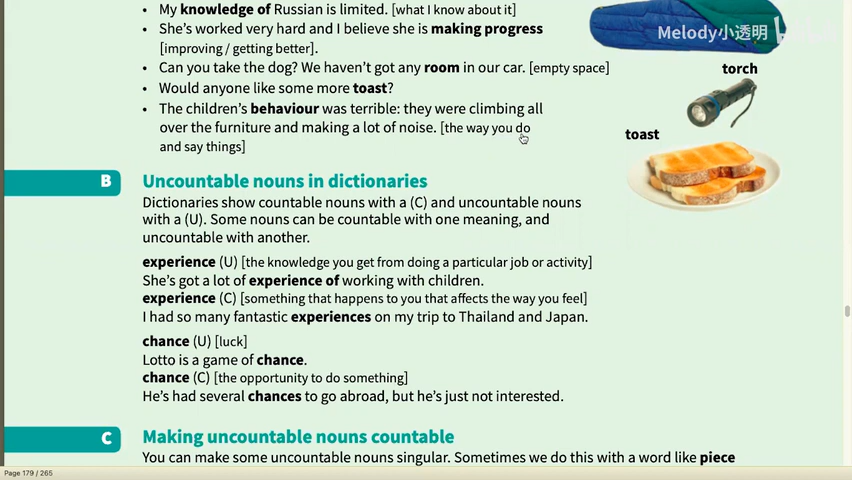 • My knowledge of Russian is limited. [what I know about it]
• She's worked very hard and I believe she is making progress
[improving / getting better].
• Can you take the dog? We haven't got any room in our car. [empty space]
• Would anyone like some more toast?
• The children's behaviour was terrible: they were climbing all
over the furniture and making a lot of noise. [the way you do
and say things]
Melody小透明
torch
toast
B Uncountable nouns in dictionaries
Dictionaries show countable nouns with a (C) and uncountable nouns
with a (U). Some nouns can be countable with one meaning, and
uncountable with another.
experience (U) [the knowledge you get from doing a particular job or activity]
She's got a lot of experience of working with children.
experience (C) [something that happens to you that affects the way you feel]
I had so many fantastic experiences on my trip to Thailand and Japan.
chance (U) [luck]
Lotto is a game of chance.
chance (C) [the opportunity to do something]
He's had several chances to go abroad, but he's just not interested.
C Making uncountable nouns countable
You can make some uncountable nouns singular. Sometimes we do this with a word like piece
Page 179 / 265